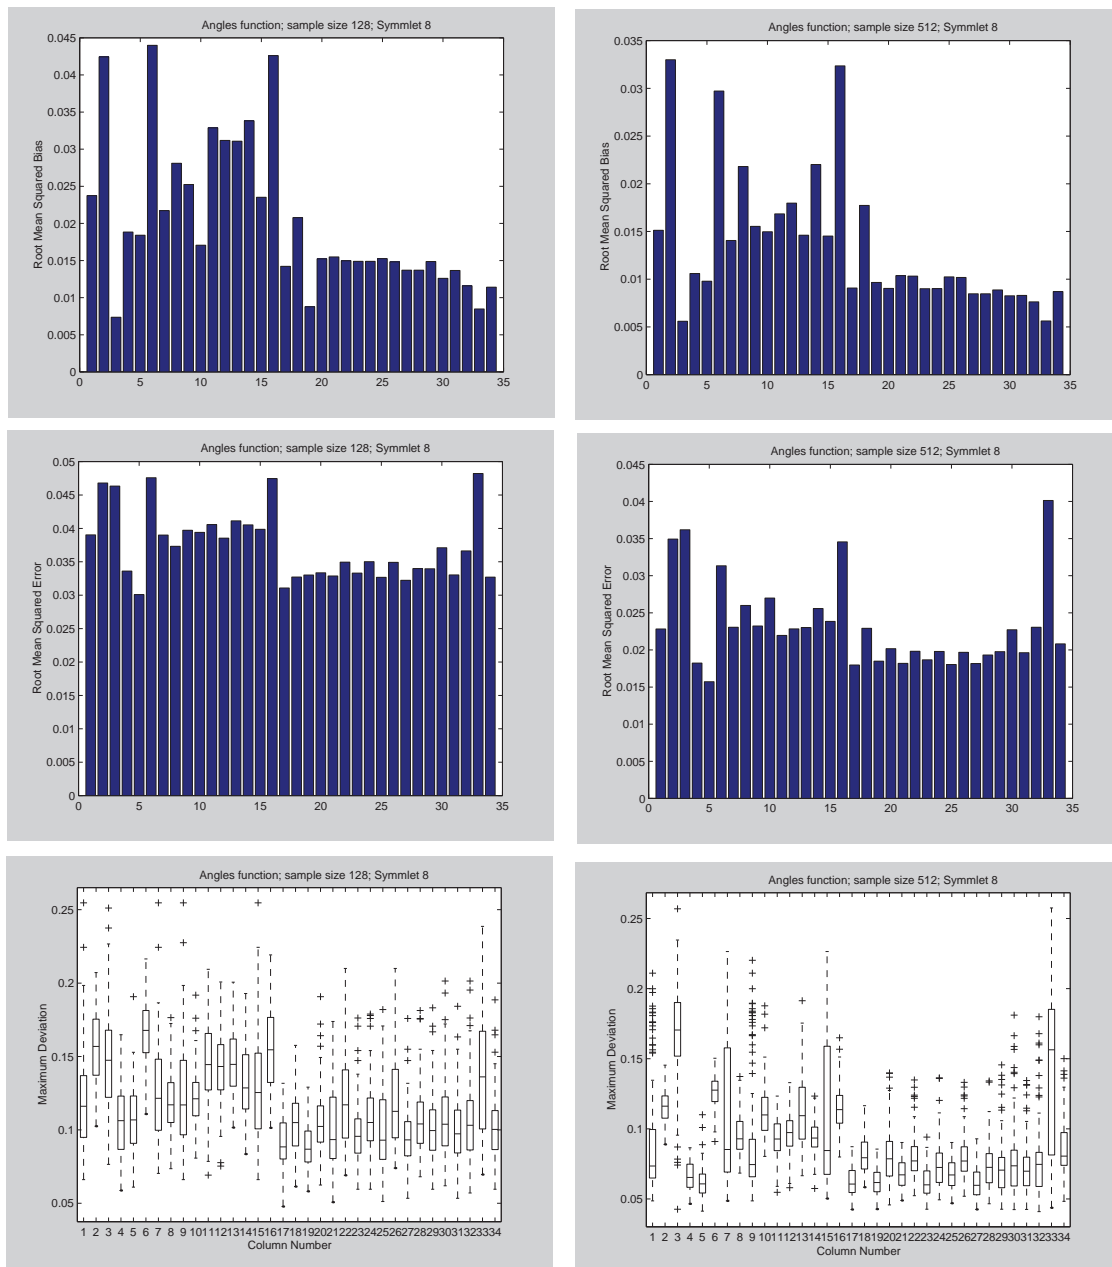 Angles function; sample size 128; Symmlet 8
Root Mean Squared Bias
0.045
0.04
0.035
0.03
0.025
0.02
0.015
0.01
0.005
0
0 5 10 15 20 25 30 35
Angles function; sample size 512; Symmlet 8
Root Mean Squared Bias
0.035
0.03
0.025
0.02
0.015
0.01
0.005
0
0 5 10 15 20 25 30 35
Angles function; sample size 128; Symmlet 8
Root Mean Squared Error
0.05
0.045
0.04
0.035
0.03
0.025
0.02
0.015
0.01
0.005
0
0 5 10 15 20 25 30 35
Angles function; sample size 512; Symmlet 8
Root Mean Squared Error
0.045
0.04
0.035
0.03
0.025
0.02
0.015
0.01
0.005
0
0 5 10 15 20 25 30 35
Angles function; sample size 128; Symmlet 8
Maximum Deviation
0.25
0.2
0.15
0.1
0.05
1 2 3 4 5 6 7 8 9 10 11 12 13 14 15 16 17 18 19 20 21 22 23 24 25 26 27 28 29 30 31 32 33 34
Column Number
Angles function; sample size 512; Symmlet 8
Maximum Deviation
0.25
0.2
0.15
0.1
0.05
1 2 3 4 5 6 7 8 9 10 11 12 13 14 15 16 17 18 19 20 21 22 23 24 25 26 27 28 29 30 31 32 33 34
Column Number